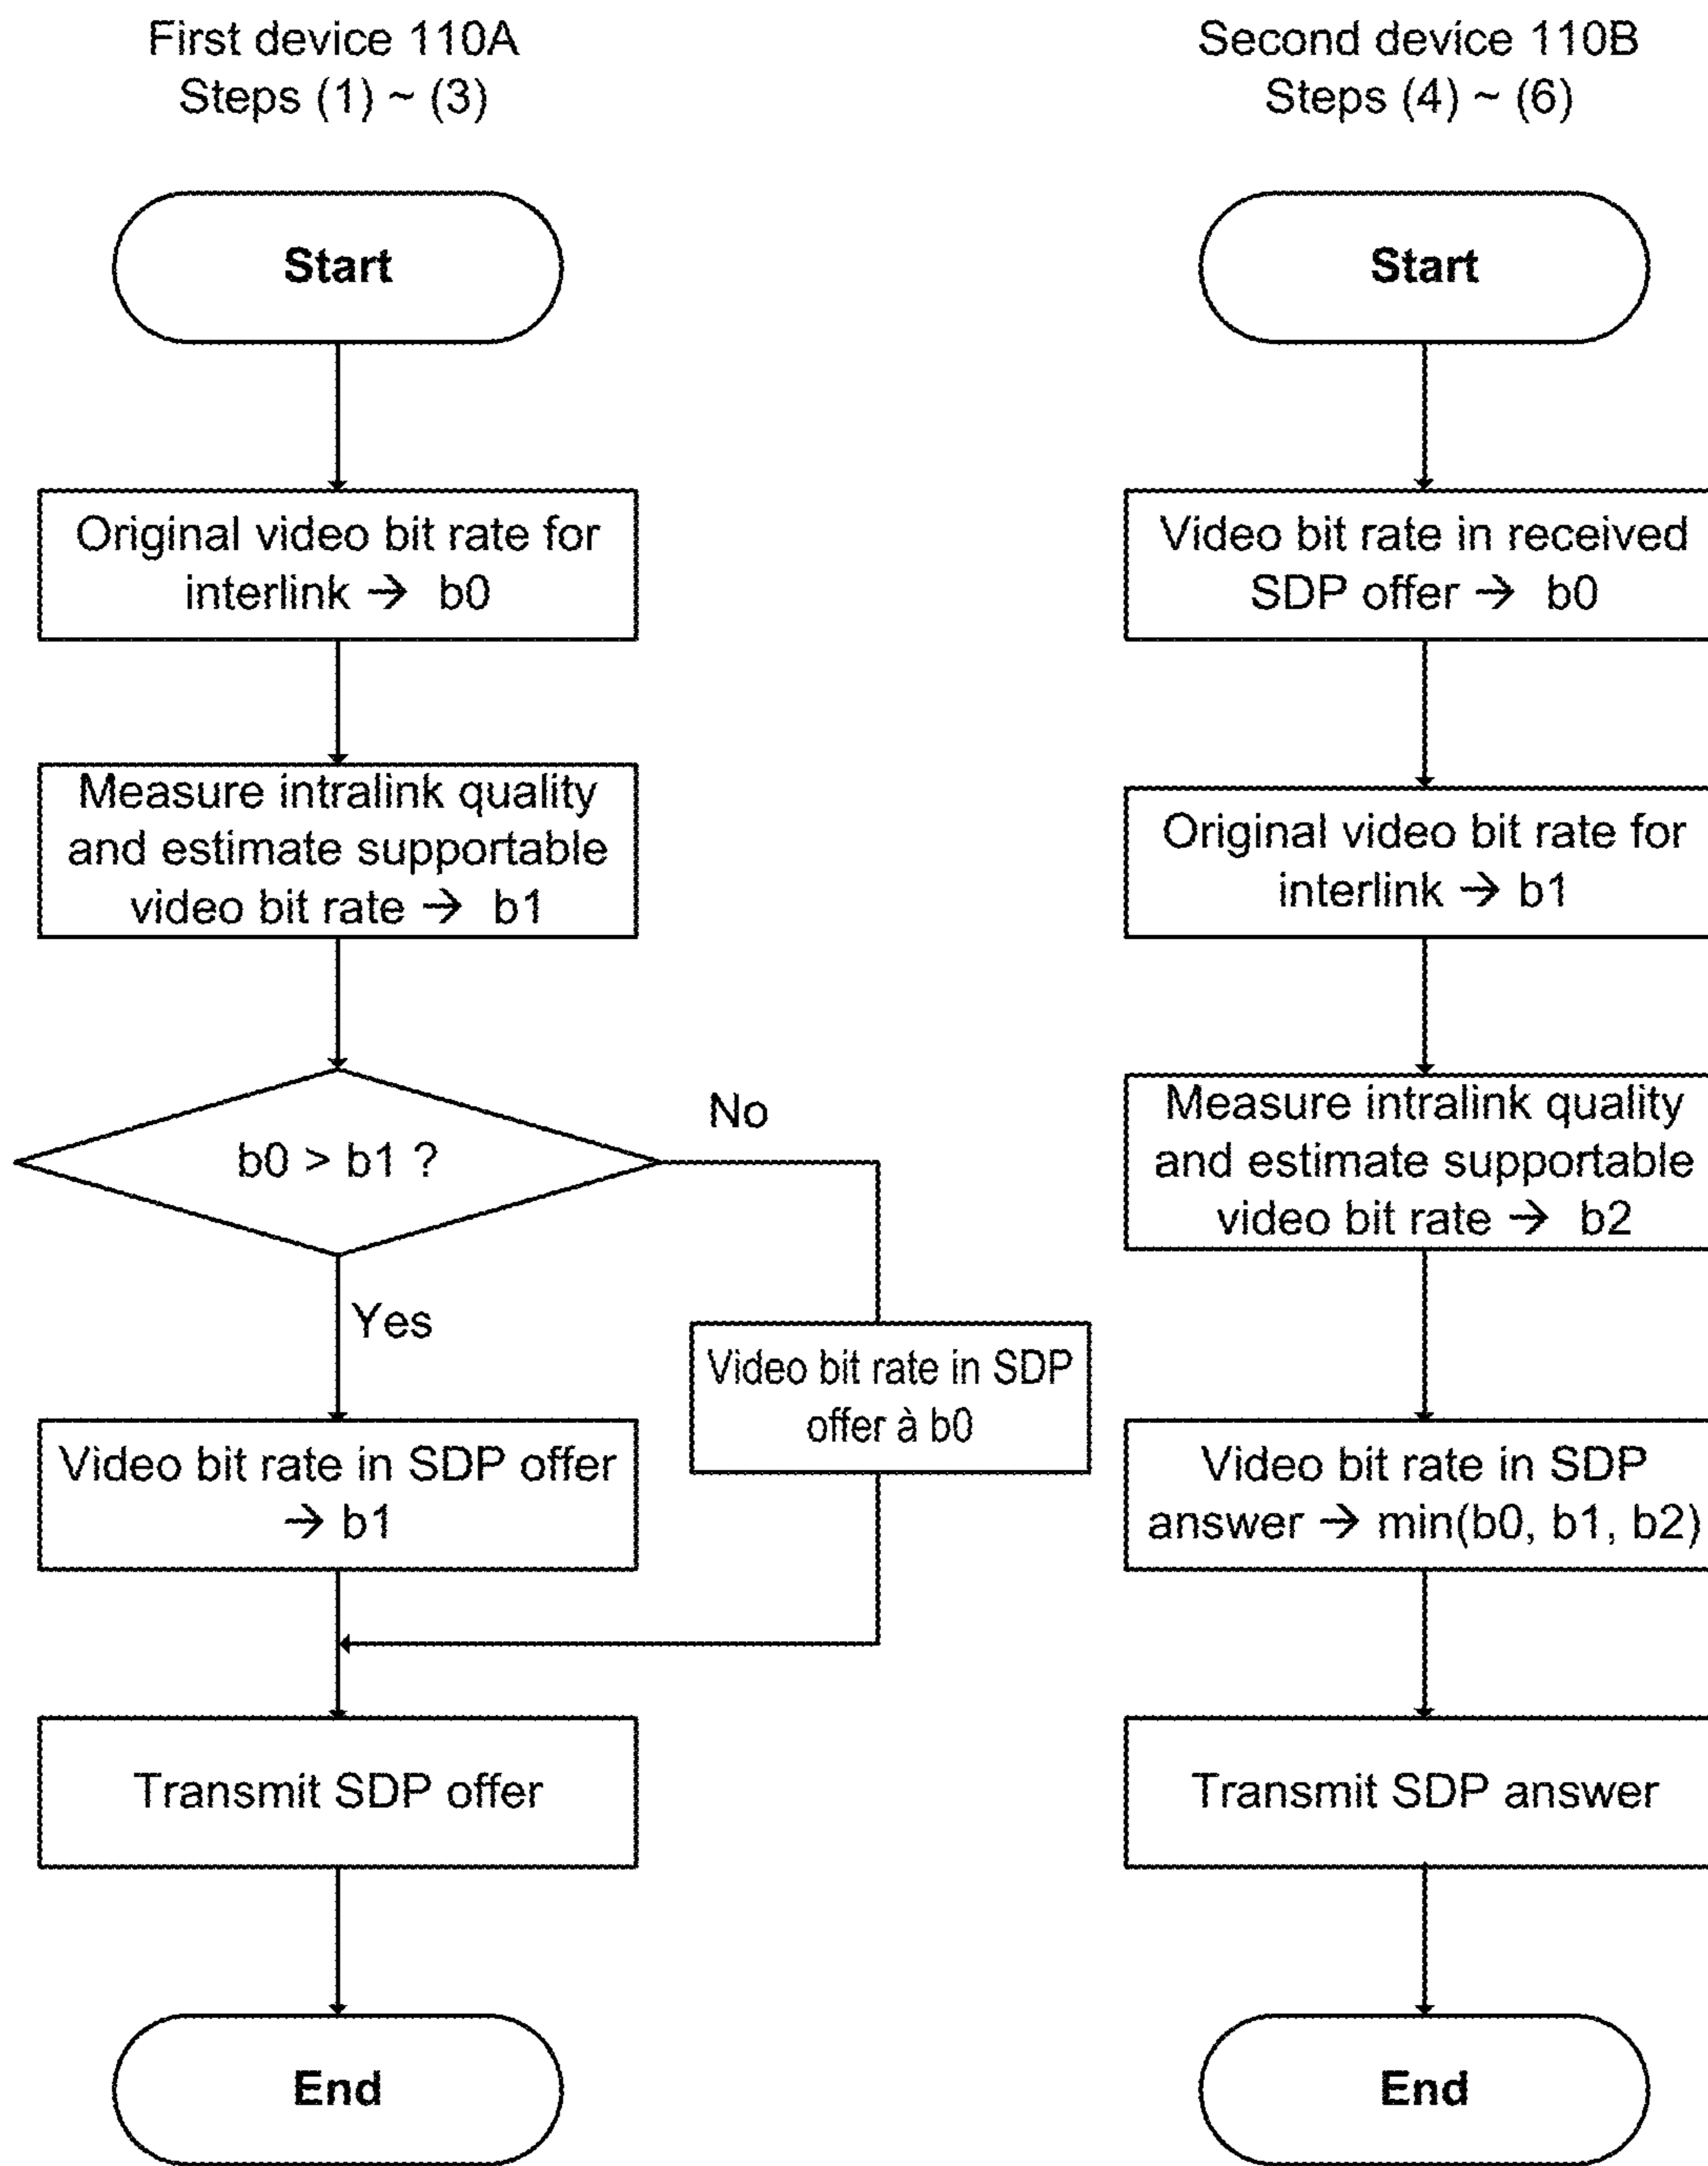 First device 110A
Steps (1) ~ (3)
Start
Original video bit rate for
interlink → b0
Measure intralink quality
and estimate supportable
video bit rate → b1
b0 > b1 ?
No
Yes
Video bit rate in SDP
offer à b0
Video bit rate in SDP offer
→ b1
Transmit SDP offer
End
Second device 110B
Steps (4) ~ (6)
Start
Video bit rate in received
SDP offer → b0
Original video bit rate for
interlink → b1
Measure intralink quality
and estimate supportable
video bit rate → b2
Video bit rate in SDP
answer → min(b0, b1, b2)
Transmit SDP answer
End